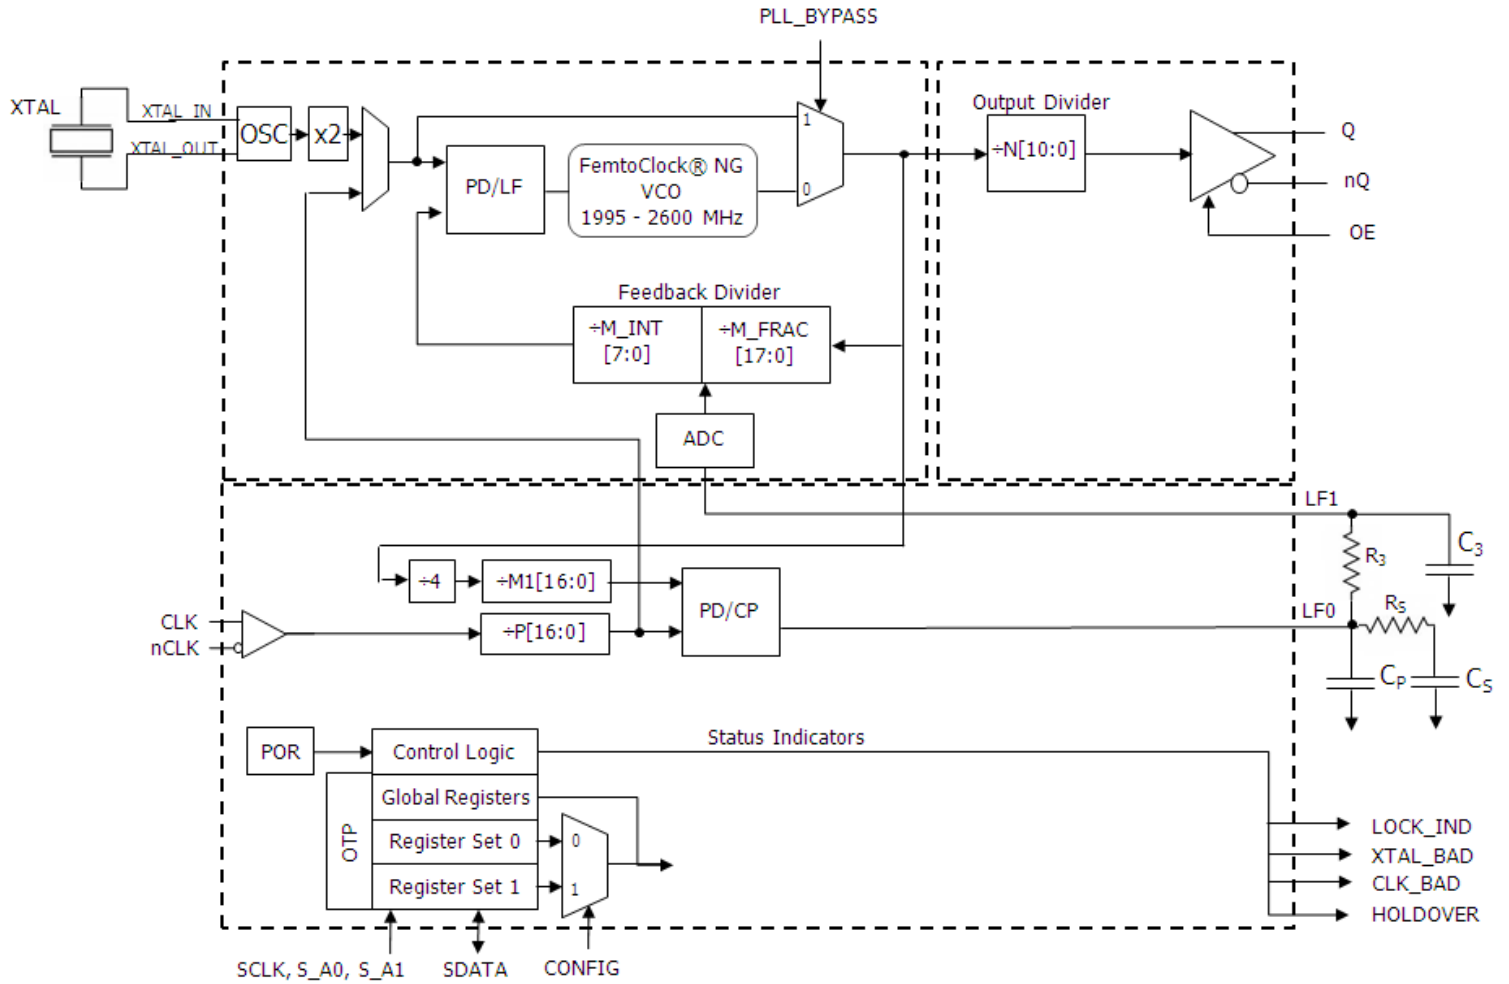 PLL_BYPASS
XTAL
XTAL_IN
XTAL_OUT
OSC
x2
PD/LF
FemtoClock® NG
VCO
1995 - 2600 MHz
1
0
Output Divider
÷N[10:0]
Q
nQ
OE
Feedback Divider
÷M_INT
[7:0]
÷M_FRAC
[17:0]
ADC
LF1
R3
C3
÷4
÷M1[16:0]
PD/CP
LF0
RS
CLK
nCLK
÷P[16:0]
CP
CS
POR
Control Logic
Status Indicators
OTP
Global Registers
Register Set 0
0
Register Set 1
1
LOCK_IND
XTAL_BAD
CLK_BAD
HOLDOVER
SCLK, S_A0, S_A1
SDATA
CONFIG